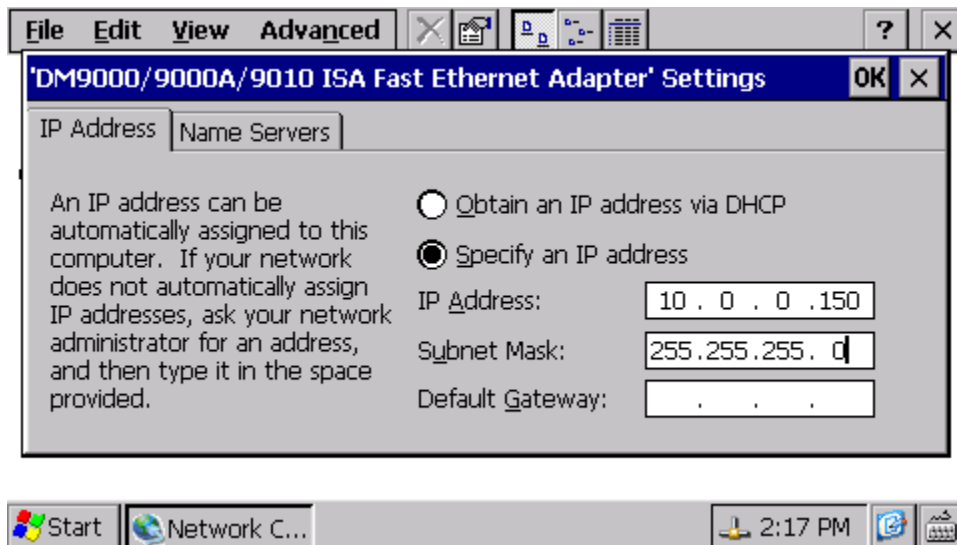 File Edit View Advanced ? ×
'DM9000/9000A/9010 ISA Fast Ethernet Adapter' Settings OK ×
IP Address Name Servers
An IP address can be
automatically assigned to this
computer. If your network
does not automatically assign
IP addresses, ask your network
administrator for an address,
and then type it in the space
provided.
Obtain an IP address via DHCP
Specify an IP address
IP Address: 10 . 0 . 0 .150
Subnet Mask: 255.255.255. 0
Default Gateway: . . .
Start Network C... 2:17 PM